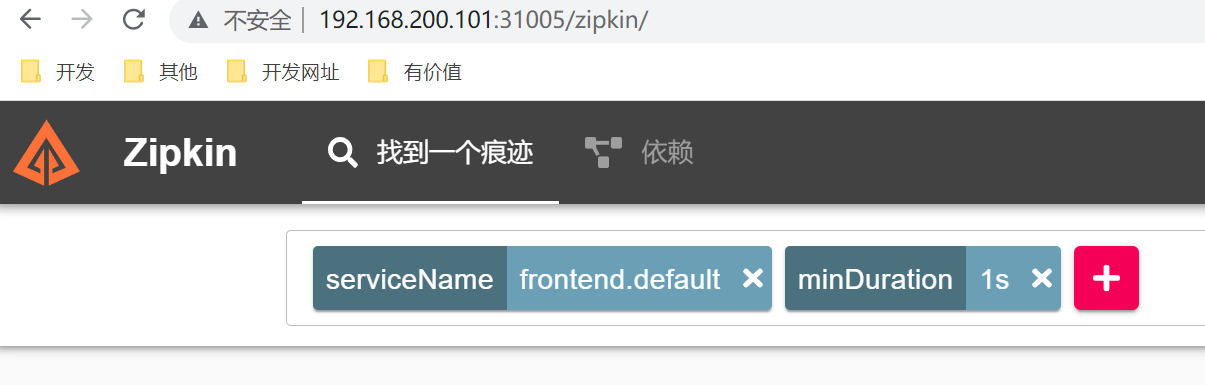 不安全 | 192.168.200.101:31005/zipkin/
开发 其他 开发网址 有价值
Zipkin 找到一个痕迹 依赖
serviceName frontend.default minDuration 1s